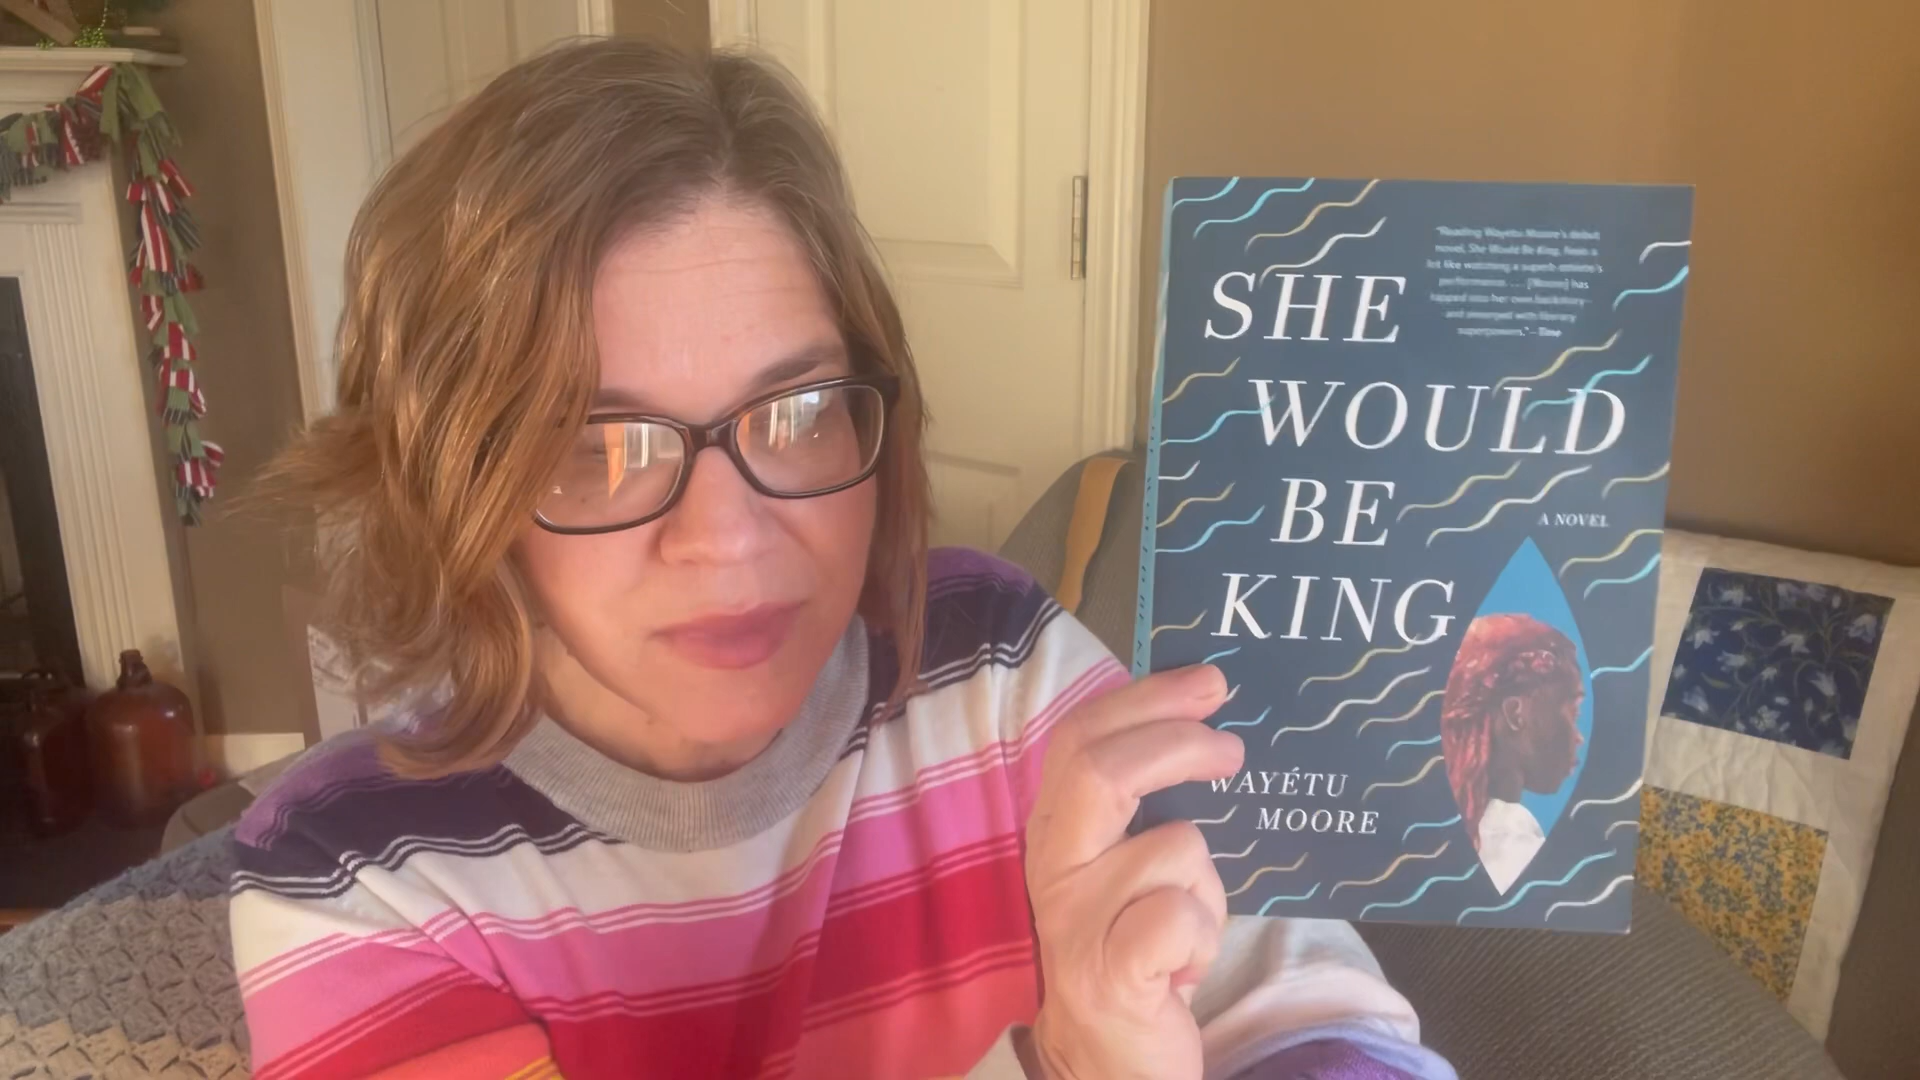 "Reading Wayétu Moore's debut
novel, She Would Be King, feels a
lot like watching a superb athlete's
performance. . . . [Moore] has
tapped into her own backstory—
and emerged with literary
superpowers."—Time
SHE
WOULD
BE
KING
A NOVEL
WAYÉTU
MOORE